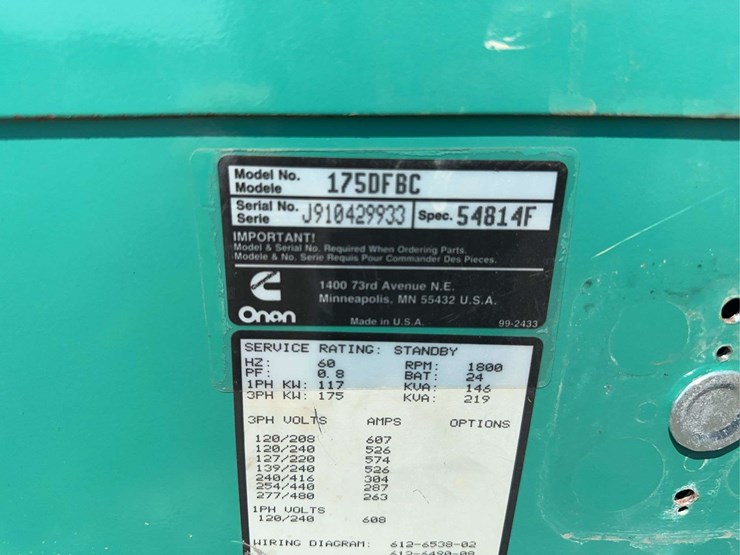 Model No. 175DFBC
Modele
Serial No. J910429933 Spec. 54814F
Serie
IMPORTANT!
Model & Serial No. Required When Ordering Parts.
Modele & No. Serie Requis Pour Commander Des Pieces.
1400 73rd Avenue N.E.
Minneapolis, MN 55432 U.S.A.
Onan
Made in U.S.A. 99-2433
SERVICE RATING: STANDBY
HZ: 60 RPM: 1800
PF: 0.8 BAT: 24
1PH KW: 117 KVA: 146
3PH KW: 175 KVA: 219
3PH VOLTS AMPS OPTIONS
120/208 607
120/240 526
127/220 574
139/240 526
240/416 304
254/440 287
277/480 263
1PH VOLTS
120/240 608
WIRING DIAGRAM: 612-6538-02
612-6490-08